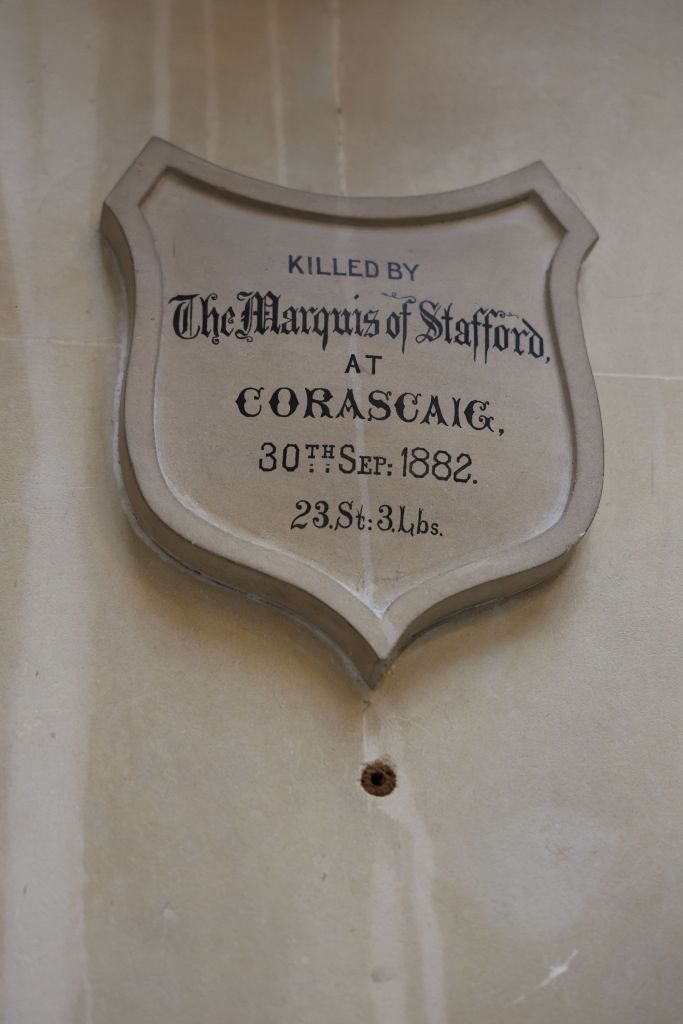 KILLED BY
The Marquis of Stafford,
AT
CORASCAIG,
30TH SEP: 1882.
23.St: 3.Lbs.